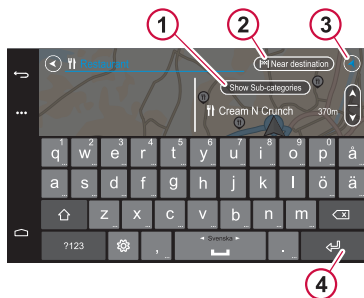 1
2
3
Near destination
Show Sub-categories
Cream N Crunch 370m
1 2 3 4 5 6 7 8 9 0
q w e r t y u i o p å
a s d f g h j k l ö ä
z x c v b n m
?123 , Svenska .
4